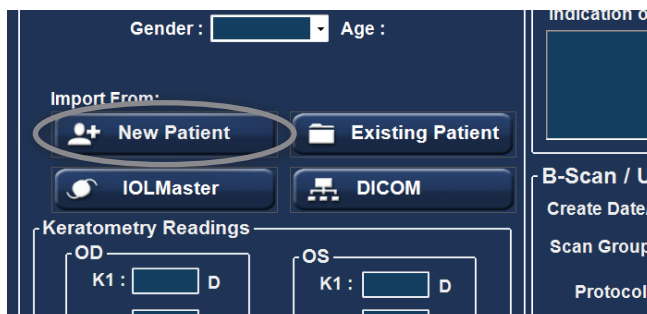 Gender : Age :
Indication o
Import From:
New Patient Existing Patient
IOLMaster DICOM
B-Scan / U
Create Date
Scan Group
Protocol
Keratometry Readings
OD OS
K1 : D K1 : D